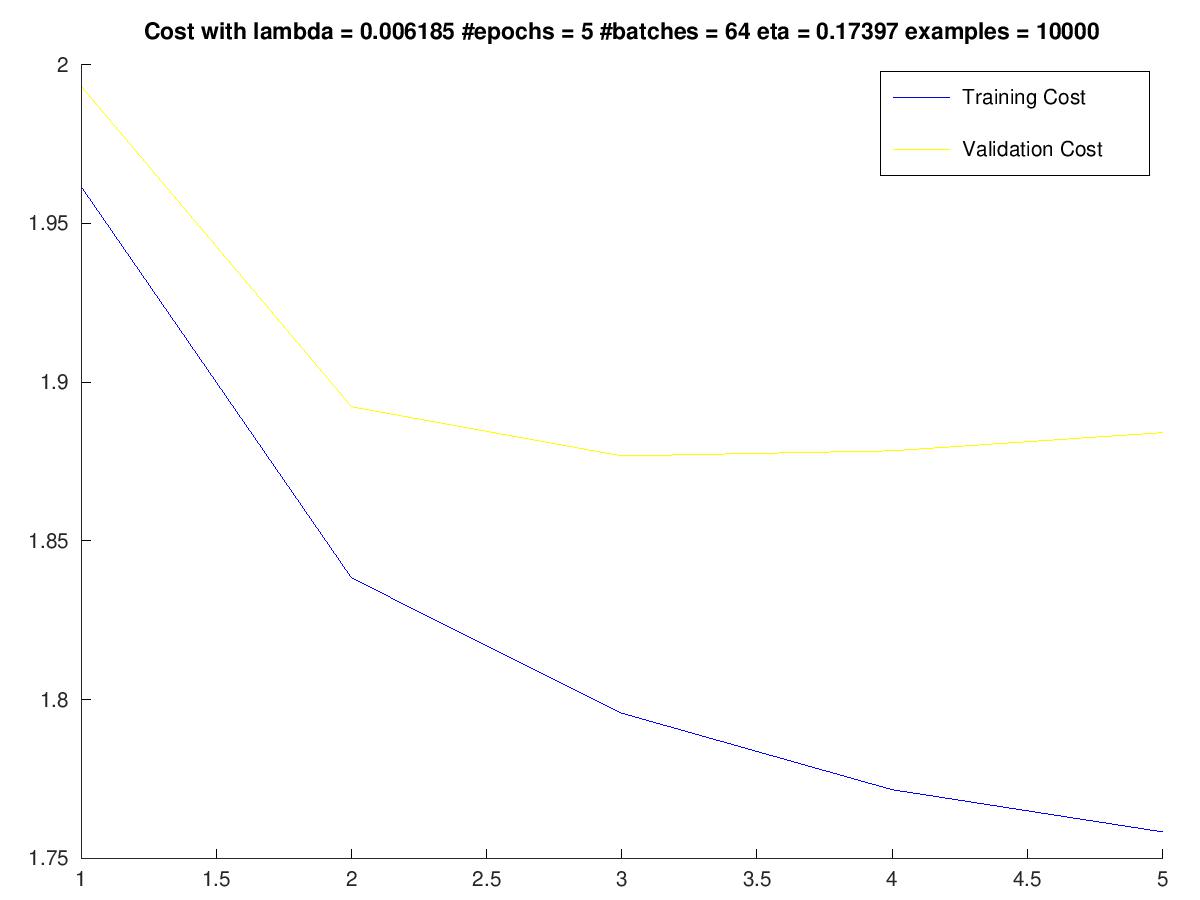 Cost with lambda = 0.006185 #epochs = 5 #batches = 64 eta = 0.17397 examples = 10000
2
Training Cost
Validation Cost
1.95
1.9
1.85
1.8
1.75
1 1.5 2 2.5 3 3.5 4 4.5 5